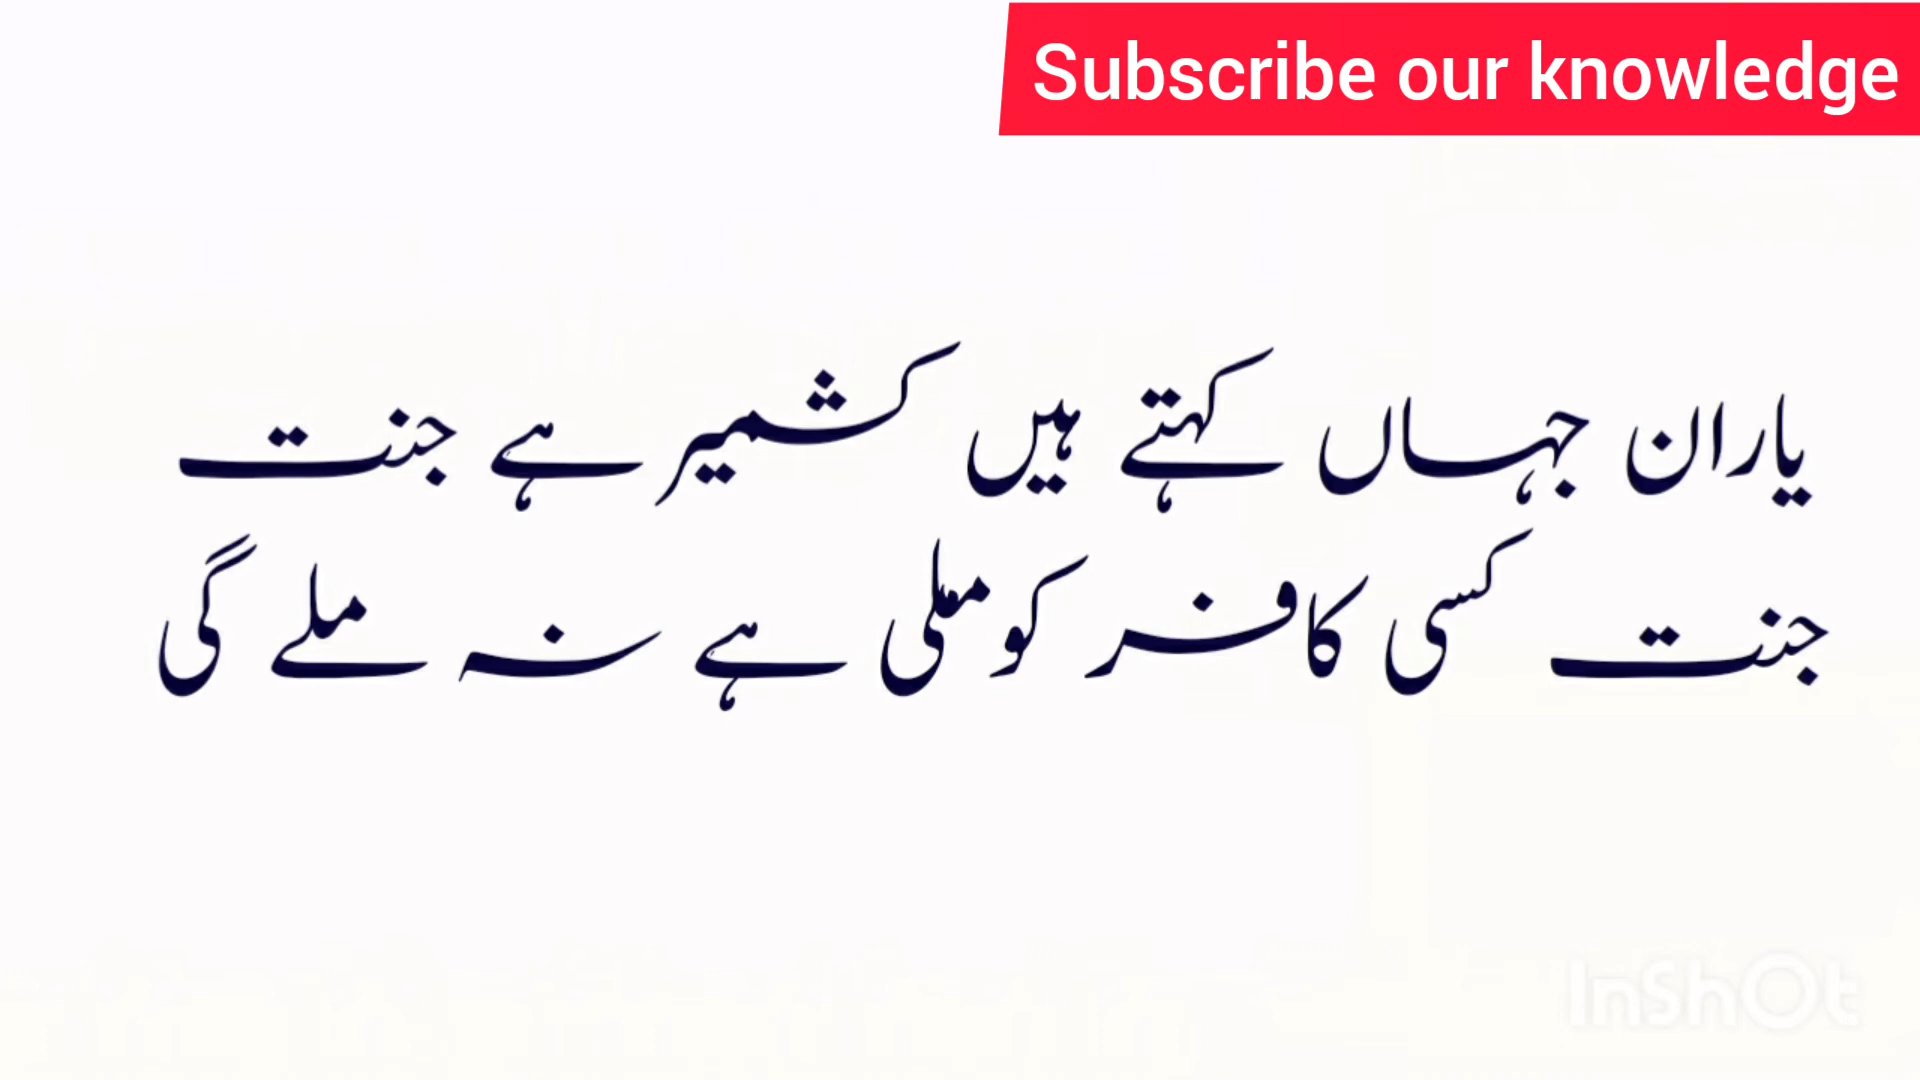 Subscribe our knowledge
یاران جہاں کہتے ہیں کشمیر ہے جنت
جنت کسی کافر کو ملی ہے نہ ملے گی
InShOt